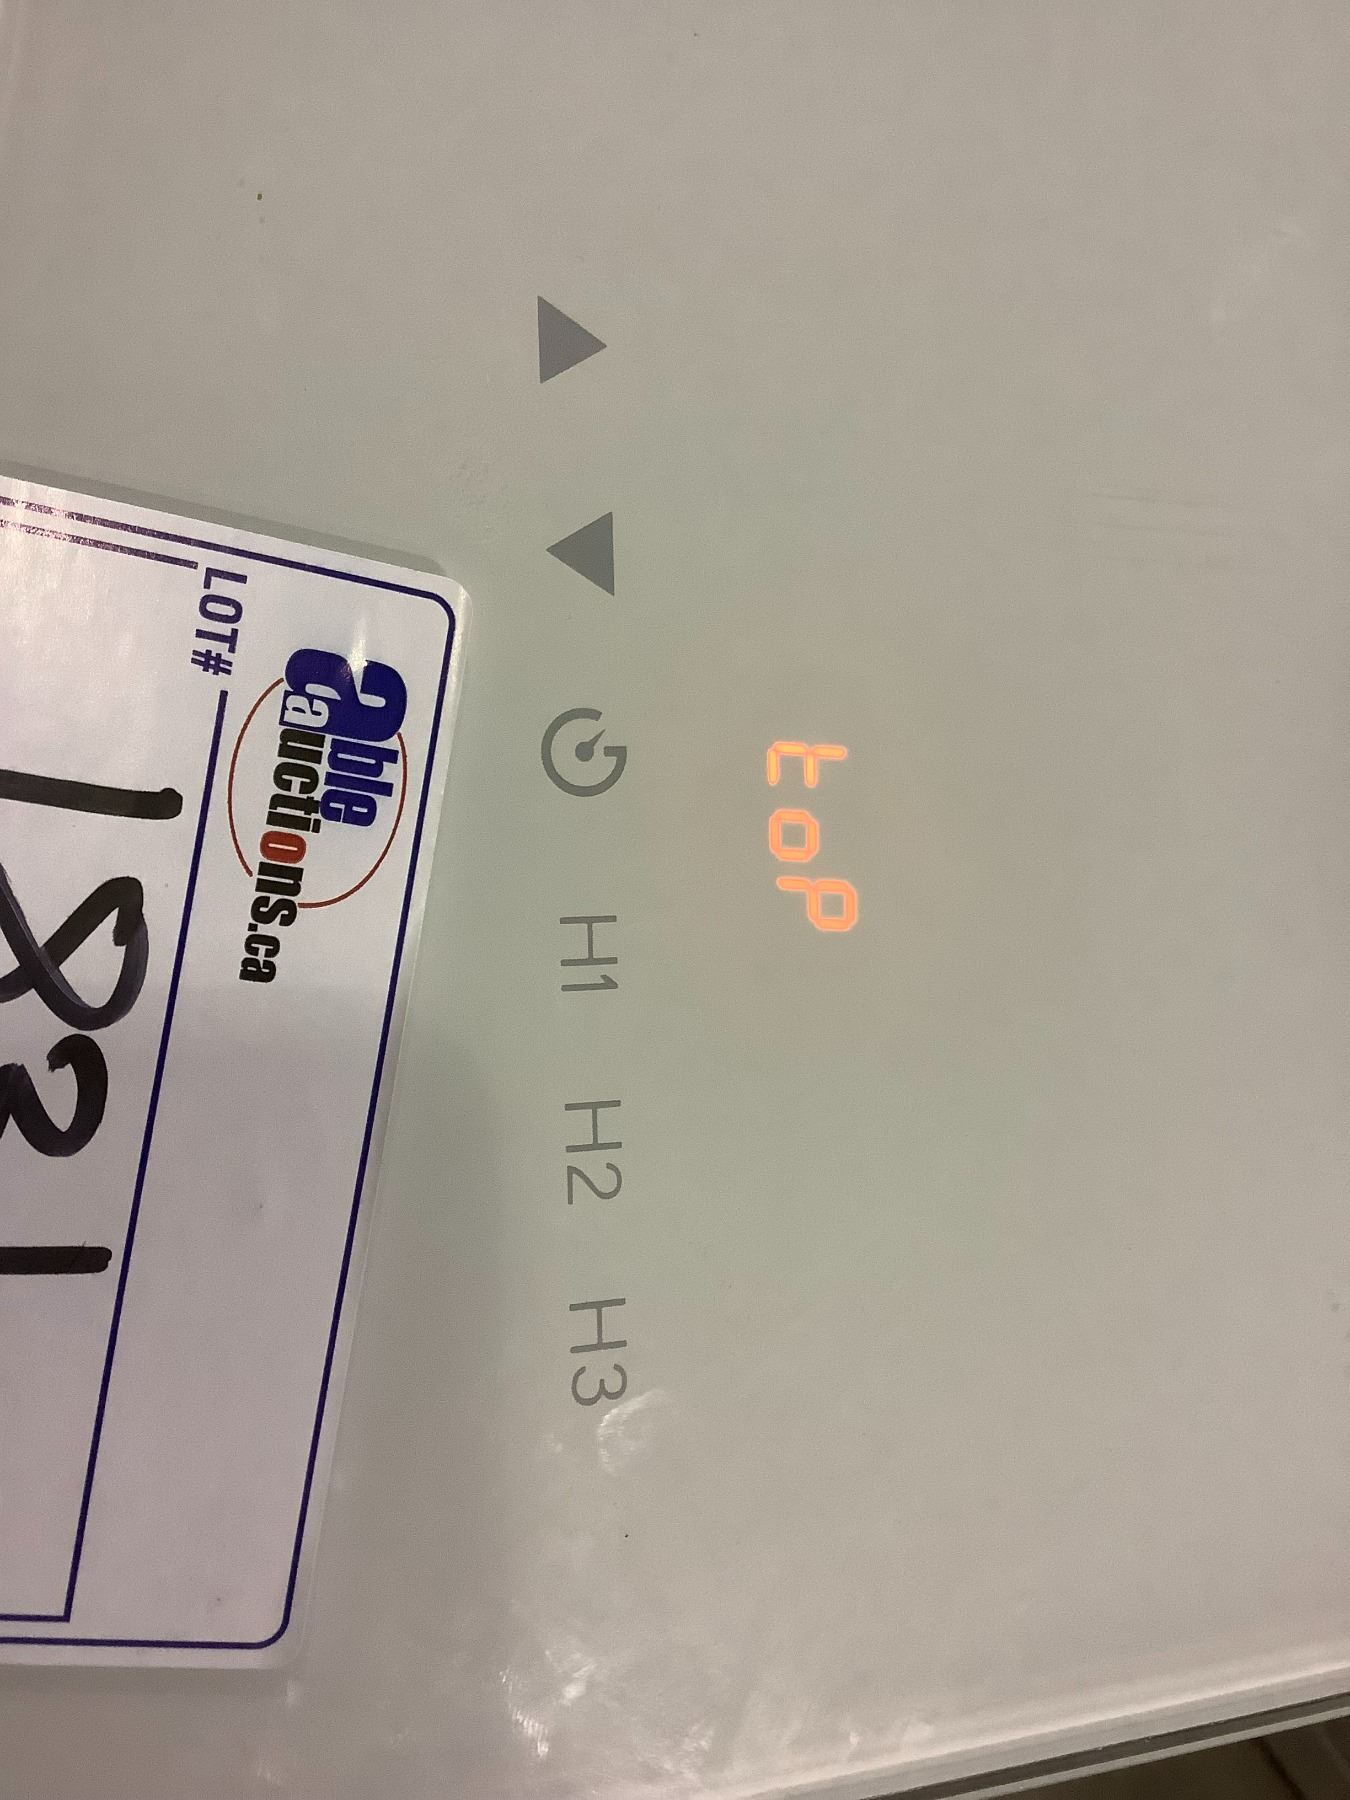 toP
▲ ▼ H1 H2 H3
able
auctions.ca
LOT#
1831